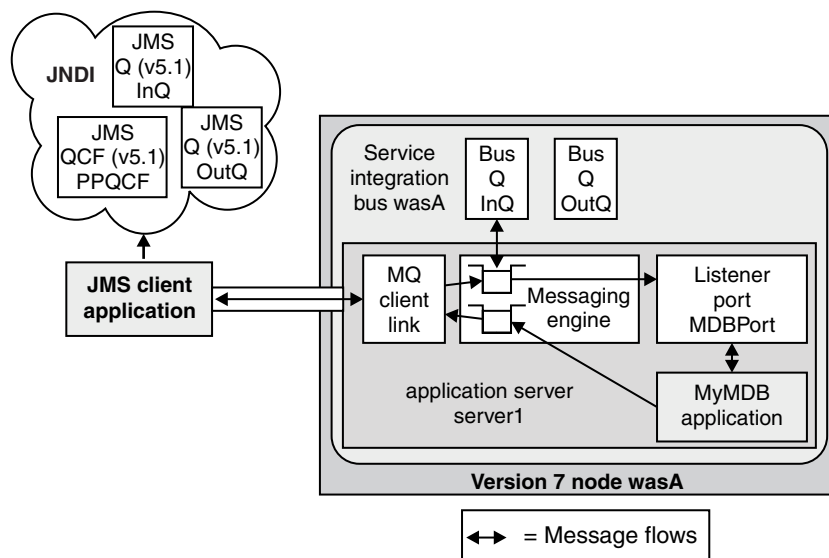 JNDI
JMS
Q (v5.1)
InQ
JMS
QCF (v5.1)
PPQCF
JMS
Q (v5.1)
OutQ
JMS client
application
Service
integration
bus wasA
Bus
Q
InQ
Bus
Q
OutQ
MQ
client
link
Messaging
engine
Listener
port
MDBPort
application server
server1
MyMDB
application
Version 7 node wasA
= Message flows